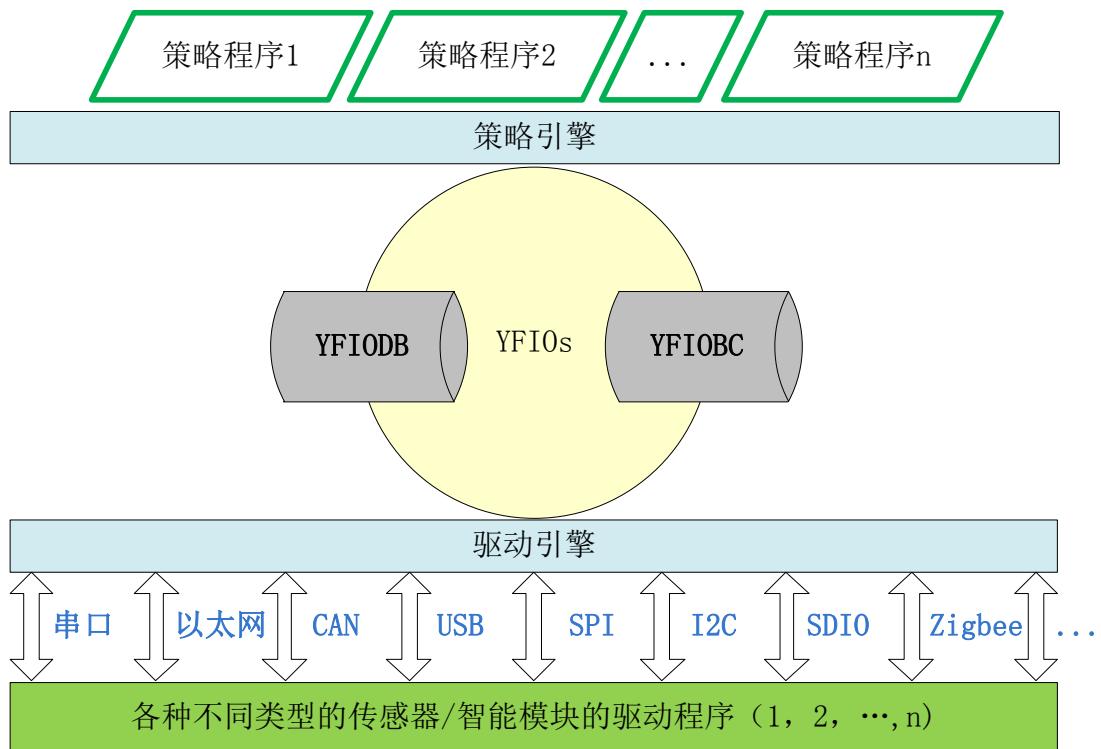 策略程序1 策略程序2 ... 策略程序n
策略引擎
YFIODB YFIOs YFIOBC
驱动引擎
串口 以太网 CAN USB SPI I2C SDIO Zigbee ...
各种不同类型的传感器/智能模块的驱动程序（1，2，…,n）